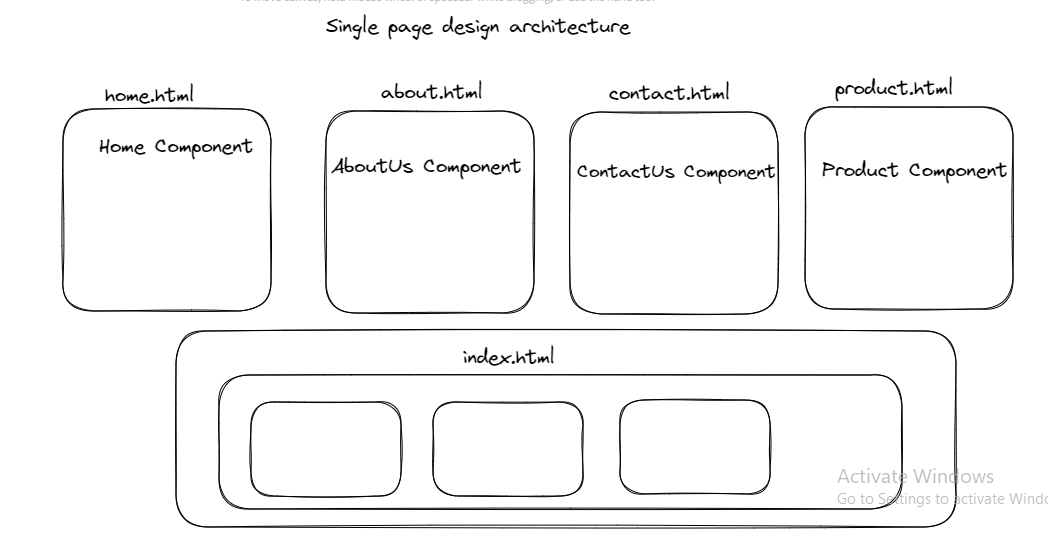 Single page design architecture
home.html
about.html
contact.html
product.html
Home Component
AboutUs Component
ContactUs Component
Product Component
index.html
Activate Windows
Go to Settings to activate Windo